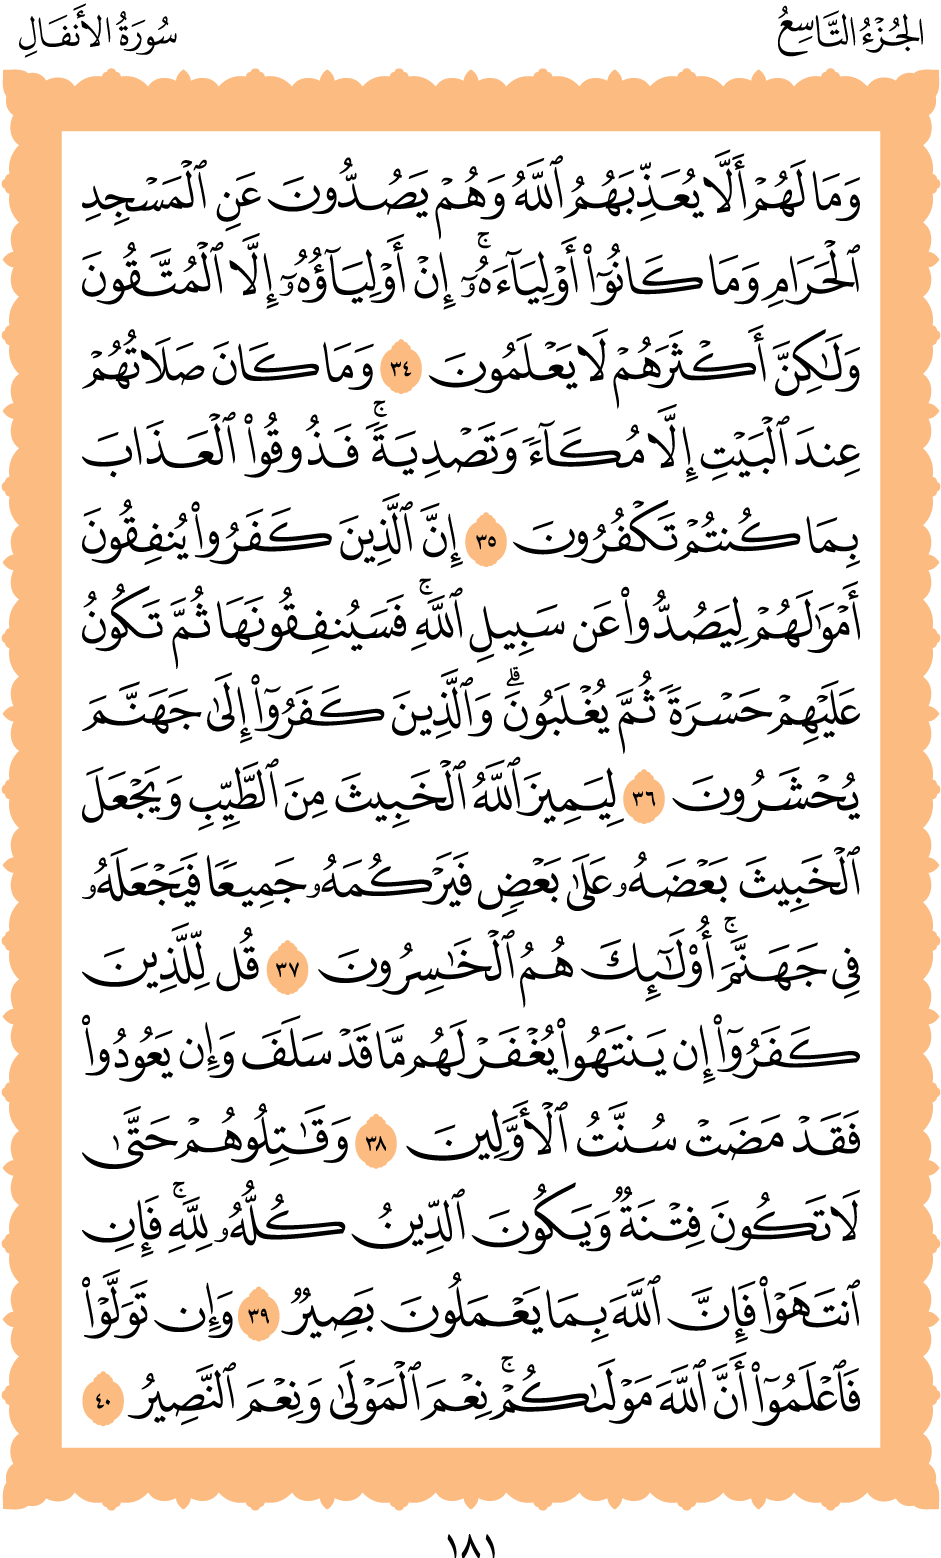 الجُزْءُ التَّاسِعُ
سُورَةُ الأَنفَالِ
وَمَا لَهُمْ أَلَّا يُعَذِّبَهُمُ ٱللَّهُ وَهُمْ يَصُدُّونَ عَنِ ٱلْمَسْجِدِ
ٱلْحَرَامِ وَمَا كَانُوٓا۟ أَوْلِيَآءَهُۥٓ ۚ إِنْ أَوْلِيَآؤُهُۥٓ إِلَّا ٱلْمُتَّقُونَ
وَلَٰكِنَّ أَكْثَرَهُمْ لَا يَعْلَمُونَ ٣٤ وَمَا كَانَ صَلَاتُهُمْ
عِندَ ٱلْبَيْتِ إِلَّا مُكَآءً وَتَصْدِيَةً ۚ فَذُوقُوا۟ ٱلْعَذَابَ
بِمَا كُنتُمْ تَكْفُرُونَ ٣٥ إِنَّ ٱلَّذِينَ كَفَرُوا۟ يُنفِقُونَ
أَمْوَٰلَهُمْ لِيَصُدُّوا۟ عَن سَبِيلِ ٱللَّهِ ۚ فَسَيُنفِقُونَهَا ثُمَّ تَكُونُ
عَلَيْهِمْ حَسْرَةً ثُمَّ يُغْلَبُونَ ۗ وَٱلَّذِينَ كَفَرُوٓا۟ إِلَىٰ جَهَنَّمَ
يُحْشَرُونَ ٣٦ لِيَمِيزَ ٱللَّهُ ٱلْخَبِيثَ مِنَ ٱلطَّيِّبِ وَيَجْعَلَ
ٱلْخَبِيثَ بَعْضَهُۥ عَلَىٰ بَعْضٍ فَيَرْكُمَهُۥ جَمِيعًا فَيَجْعَلَهُۥ
فِى جَهَنَّمَ ۚ أُو۟لَٰٓئِكَ هُمُ ٱلْخَٰسِرُونَ ٣٧ قُل لِّلَّذِينَ
كَفَرُوٓا۟ إِن يَنتَهُوا۟ يُغْفَرْ لَهُم مَّا قَدْ سَلَفَ وَإِن يَعُودُوا۟
فَقَدْ مَضَتْ سُنَّتُ ٱلْأَوَّلِينَ ٣٨ وَقَٰتِلُوهُمْ حَتَّىٰ
لَا تَكُونَ فِتْنَةٌ وَيَكُونَ ٱلدِّينُ كُلُّهُۥ لِلَّهِ ۚ فَإِنِ
ٱنتَهَوْا۟ فَإِنَّ ٱللَّهَ بِمَا يَعْمَلُونَ بَصِيرٌ ٣٩ وَإِن تَوَلَّوْا۟
فَٱعْلَمُوٓا۟ أَنَّ ٱللَّهَ مَوْلَىٰكُمْ ۚ نِعْمَ ٱلْمَوْلَىٰ وَنِعْمَ ٱلنَّصِيرُ ٤٠
١٨١